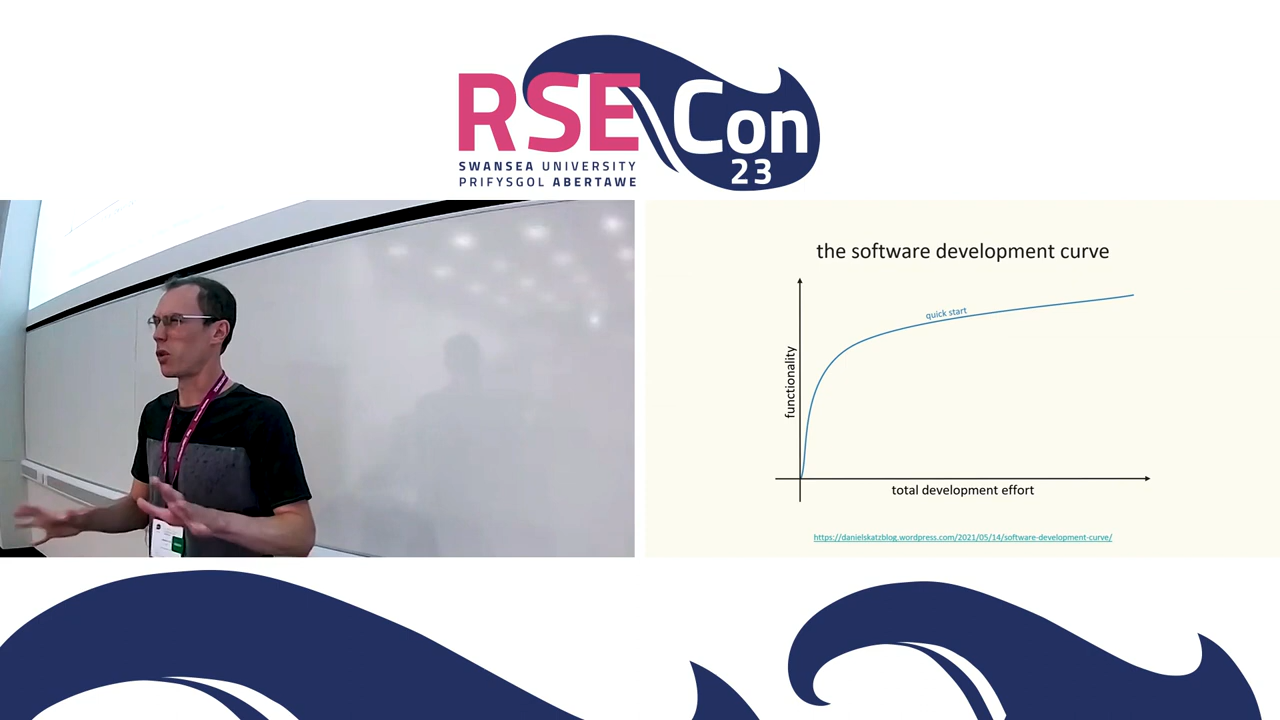 RSE Con
23
SWANSEA UNIVERSITY
PRIFYSGOL ABERTAWE
the software development curve
quick start
functionality
total development effort
https://danielskatzblog.wordpress.com/2021/05/14/software-development-curve/